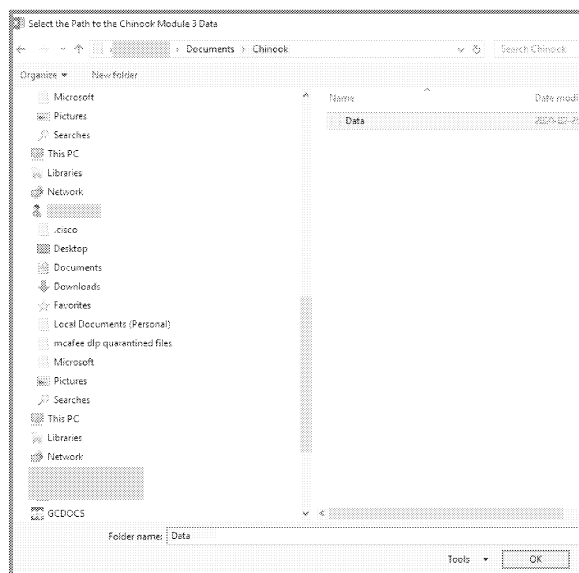 Select the Path to the Chinook Module 3 Data
Documents > Chinook
Search Chinook
Organize New folder
Name Date modi
Microsoft
Pictures
Searches
This PC
Libraries
Network
.cisco
Desktop
Documents
Downloads
Favorites
Local Documents (Personal)
mcafee dlp quarantined files
Microsoft
Pictures
Searches
This PC
Libraries
Network
GCDOCS
Data
Folder name: Data
Tools OK